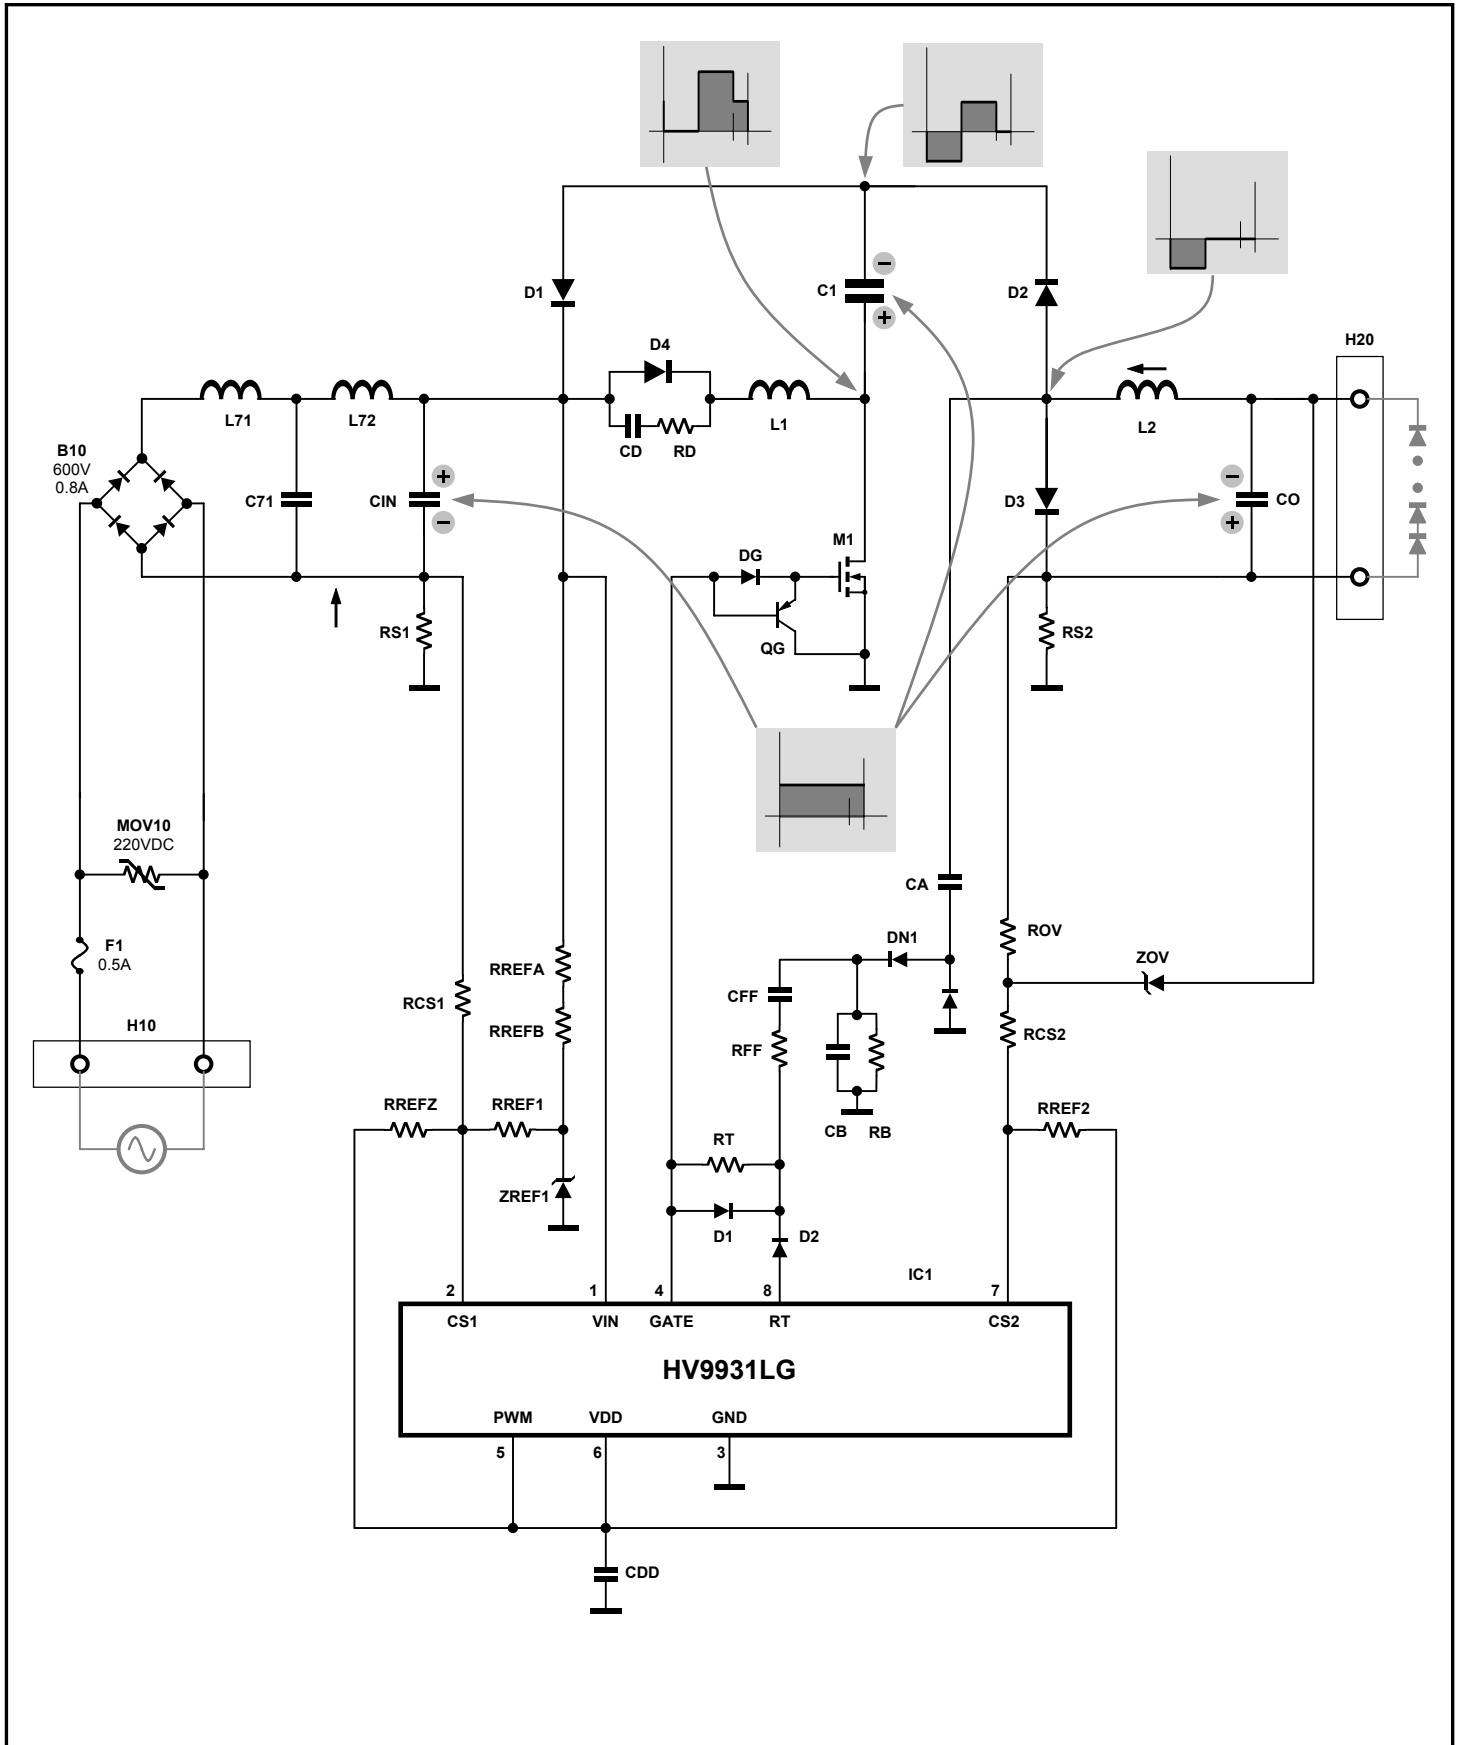 C1
D1
D2
H20
D4
L71
L72
CD
RD
L1
L2
B10
600V
0.8A
C71
CIN
D3
CO
M1
DG
RS1
QG
RS2
MOV10
220VDC
CA
F1
0.5A
DN1
ROV
ZOV
RREFA
CFF
RCS1
RREFB
RFF
RCS2
H10
RREFZ
RREF1
CB
RB
RREF2
RT
ZREF1
D1
D2
IC1
2
1
4
8
7
CS1
VIN
GATE
RT
CS2
HV9931LG
PWM
VDD
GND
5
6
3
CDD